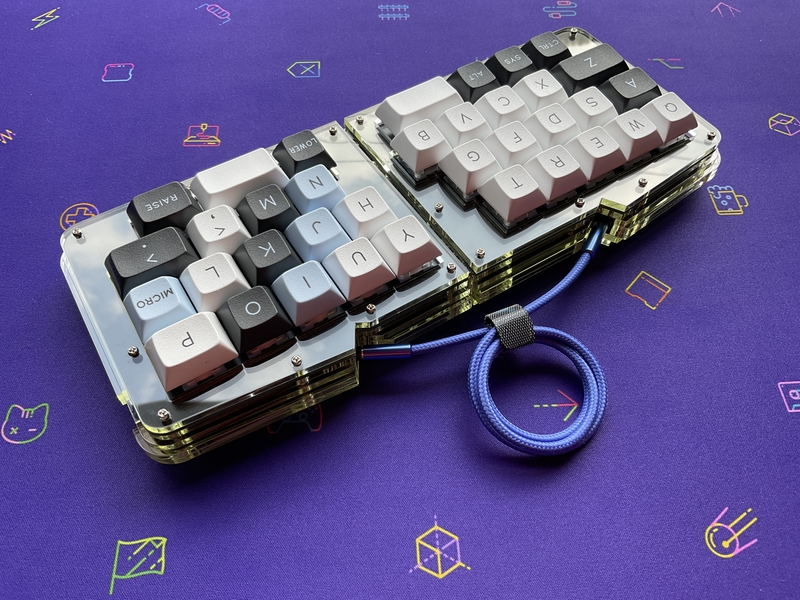 Q W E R T Y U I O P
A S D F G H J K L MICRO
Z X C V B N M < , > .
CTRL SYS ALT LOWER RAISE